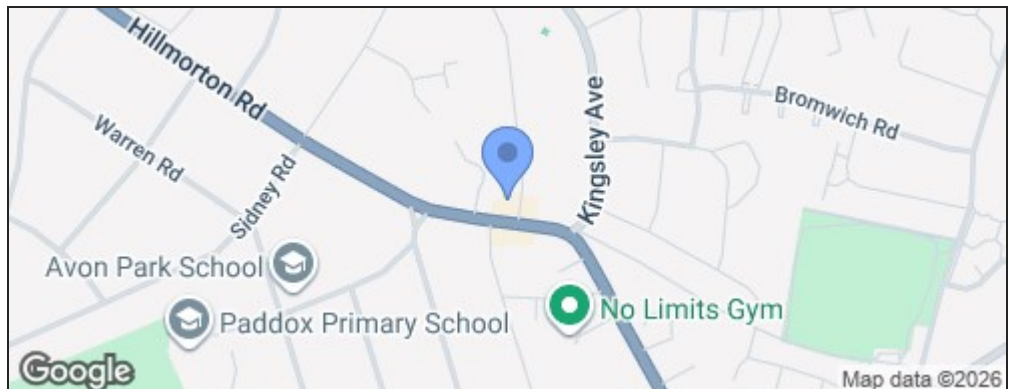 Hillmorton Rd
Warren Rd
Sidney Rd
Kingsley Ave
Bromwich Rd
Avon Park School
Paddox Primary School
No Limits Gym
Google
Map data ©2026